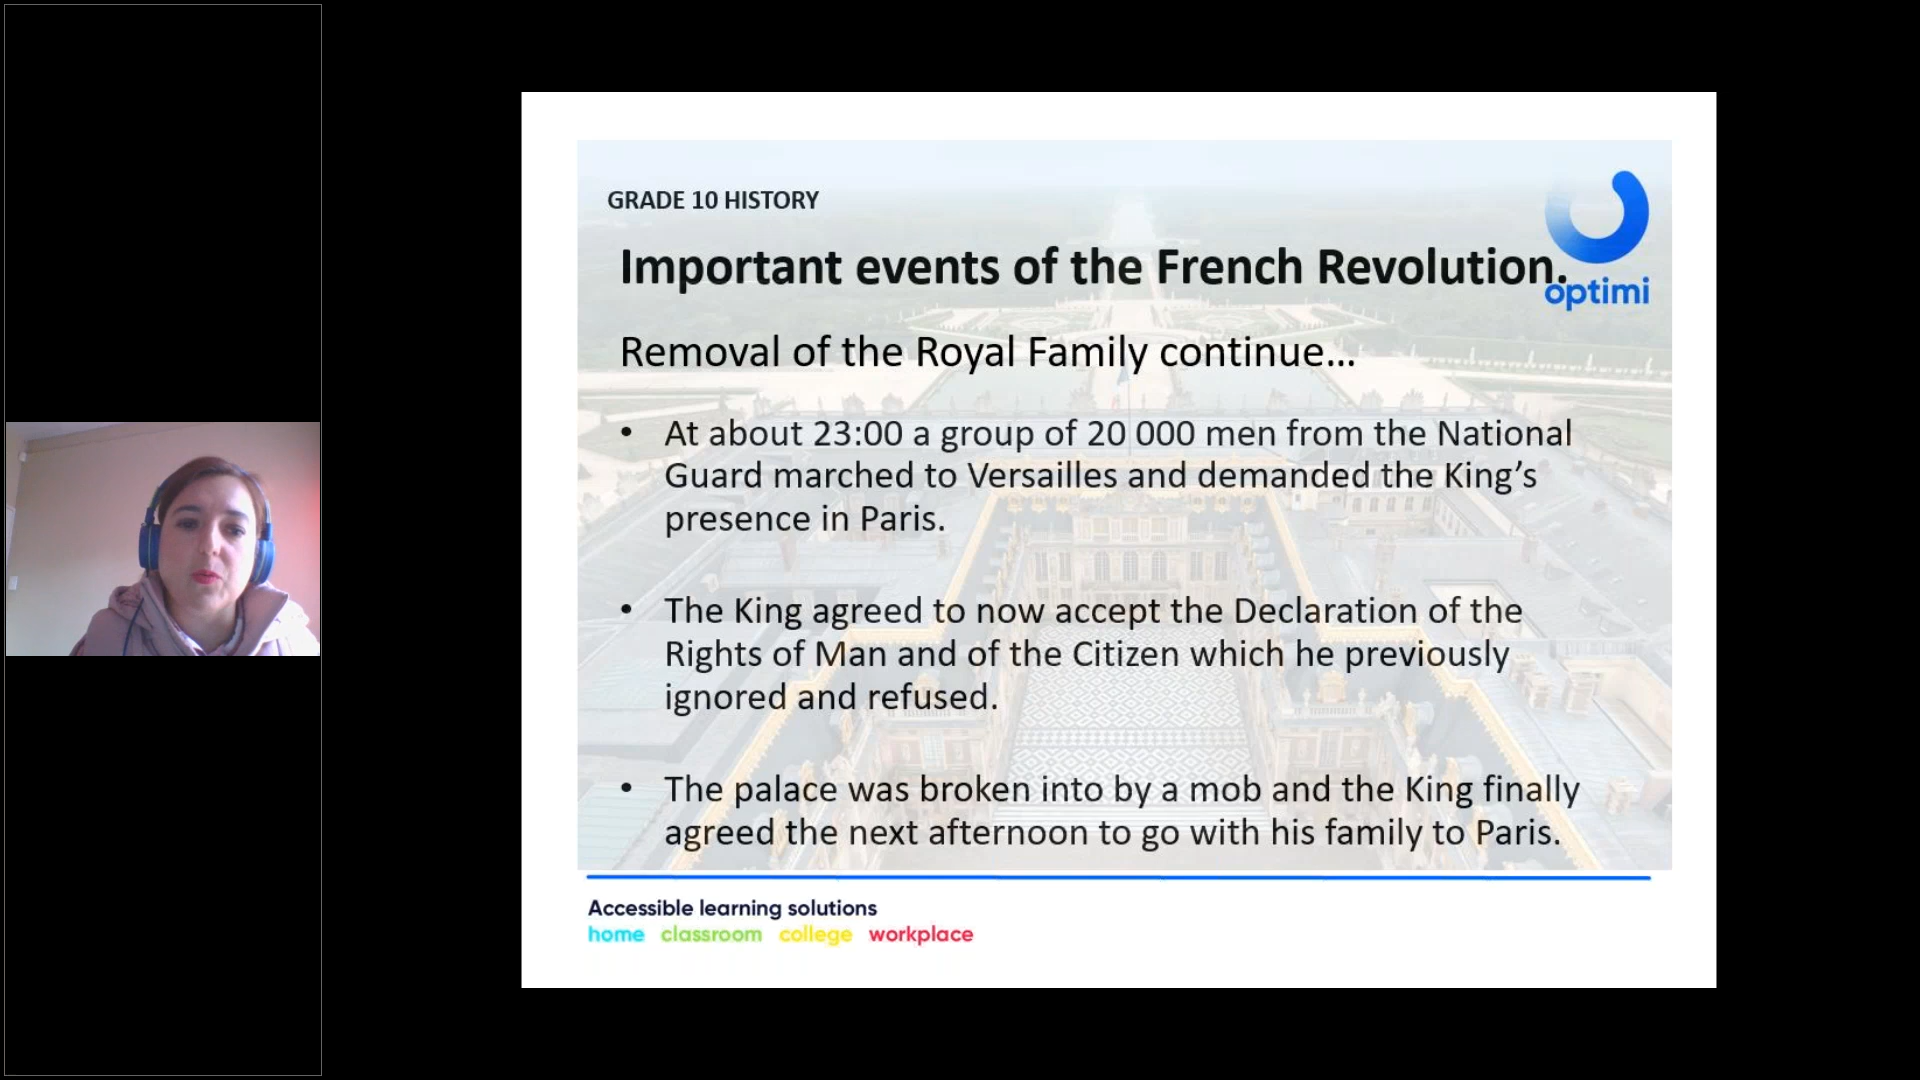 GRADE 10 HISTORY
Important events of the French Revolution.
optimi
Removal of the Royal Family continue...
• At about 23:00 a group of 20 000 men from the National
Guard marched to Versailles and demanded the King’s
presence in Paris.
• The King agreed to now accept the Declaration of the
Rights of Man and of the Citizen which he previously
ignored and refused.
• The palace was broken into by a mob and the King finally
agreed the next afternoon to go with his family to Paris.
Accessible learning solutions
home classroom college workplace